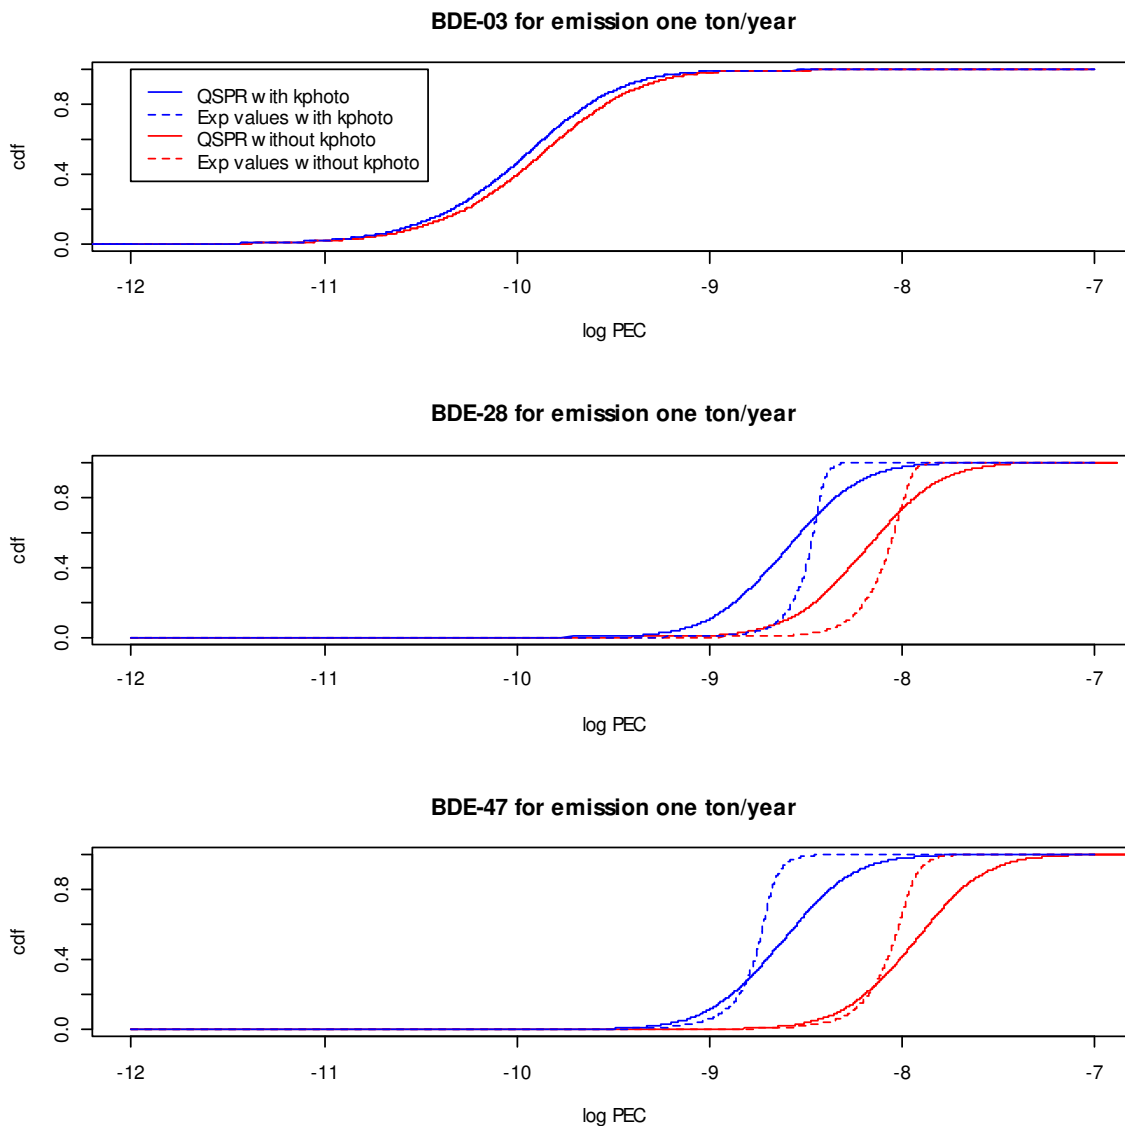 BDE-03 for emission one ton/year
cdf
0.0 0.4 0.8
QSPR with kphoto
Exp values with kphoto
QSPR without kphoto
Exp values without kphoto
-12 -11 -10 -9 -8 -7
log PEC
BDE-28 for emission one ton/year
cdf
0.0 0.4 0.8
-12 -11 -10 -9 -8 -7
log PEC
BDE-47 for emission one ton/year
cdf
0.0 0.4 0.8
-12 -11 -10 -9 -8 -7
log PEC